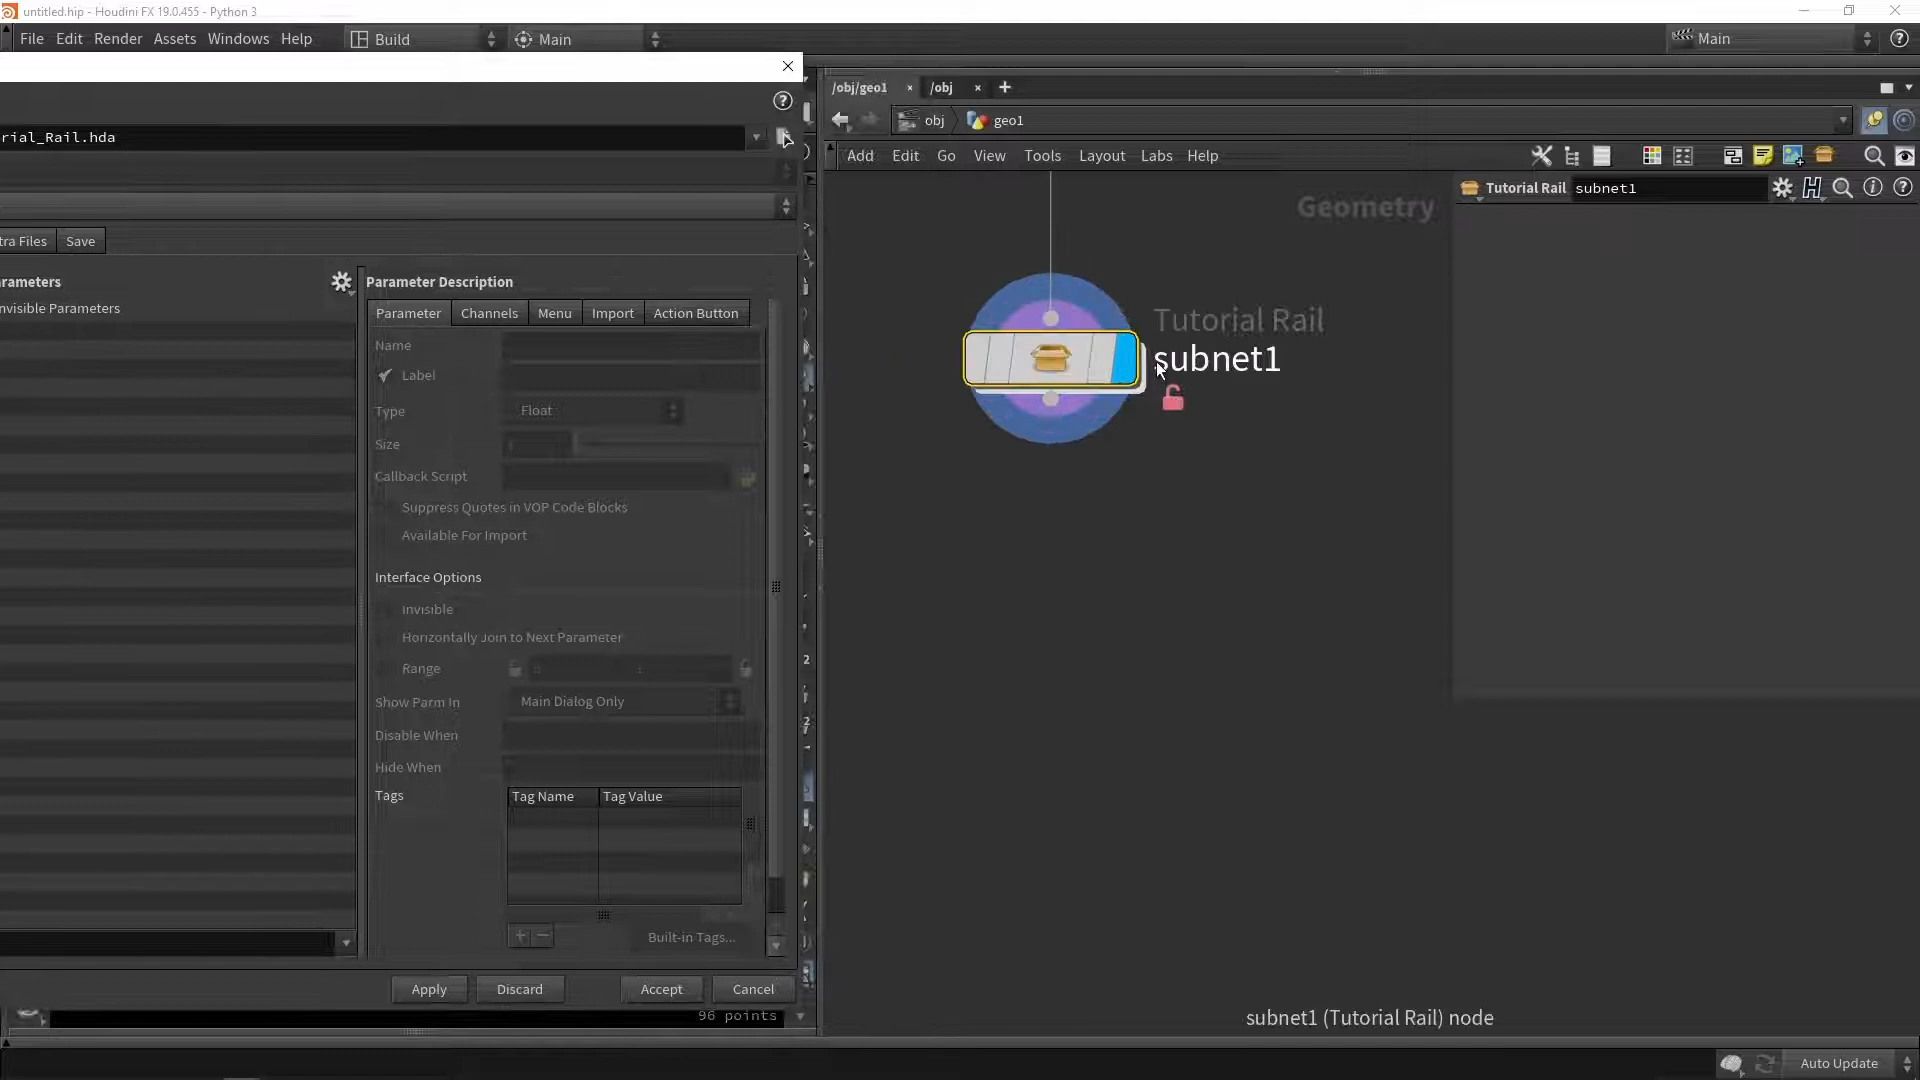 untitled.hip - Houdini FX 19.0.455 - Python 3
File Edit Render Assets Windows Help
Build
Main
Main
rial_Rail.hda
tra Files
Save
arameters
nvisible Parameters
Parameter Description
Parameter
Channels
Menu
Import
Action Button
Name
Label
Type
Float
Size
Callback Script
Suppress Quotes in VOP Code Blocks
Available For Import
Interface Options
Invisible
Horizontally Join to Next Parameter
Range
Show Parm In
Main Dialog Only
Disable When
Hide When
Tags
Tag Name
Tag Value
Built-in Tags...
Apply
Discard
Accept
Cancel
96 points
/obj/geo1
/obj
obj
geo1
Add Edit Go View Tools Layout Labs Help
Geometry
Tutorial Rail
subnet1
Tutorial Rail
subnet1
subnet1 (Tutorial Rail) node
Auto Update